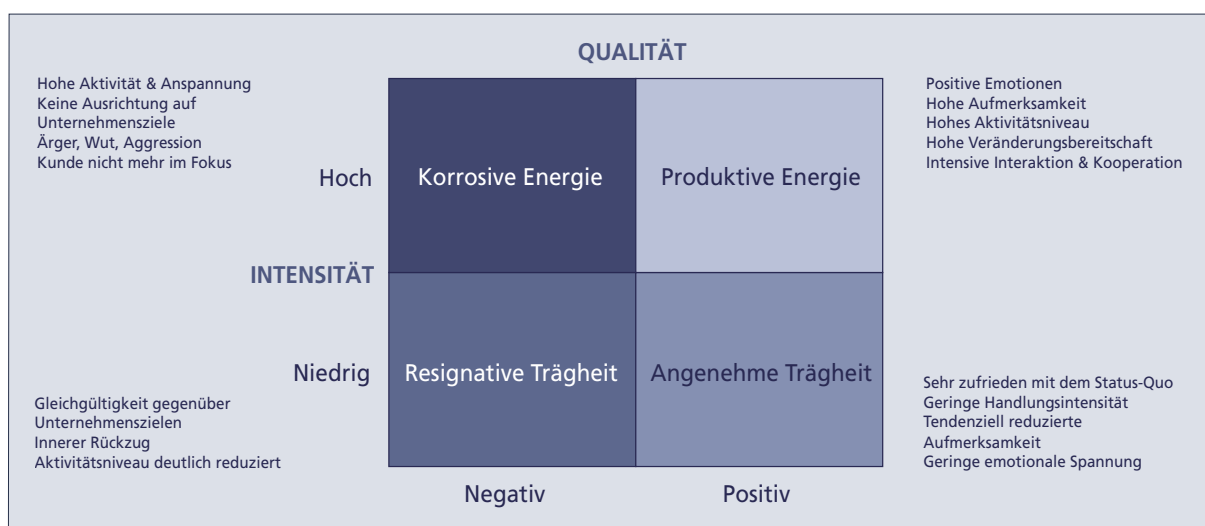 QUALITÄT
Hohe Aktivität & Anspannung
Keine Ausrichtung auf
Unternehmensziele
Ärger, Wut, Aggression
Kunde nicht mehr im Fokus
Positive Emotionen
Hohe Aufmerksamkeit
Hohes Aktivitätsniveau
Hohe Veränderungsbereitschaft
Intensive Interaktion & Kooperation
Hoch
Korrosive Energie
Produktive Energie
INTENSITÄT
Niedrig
Resignative Trägheit
Angenehme Trägheit
Gleichgültigkeit gegenüber
Unternehmenszielen
Innerer Rückzug
Aktivitätsniveau deutlich reduziert
Sehr zufrieden mit dem Status-Quo
Geringe Handlungsintensität
Tendenziell reduzierte
Aufmerksamkeit
Geringe emotionale Spannung
Negativ
Positiv